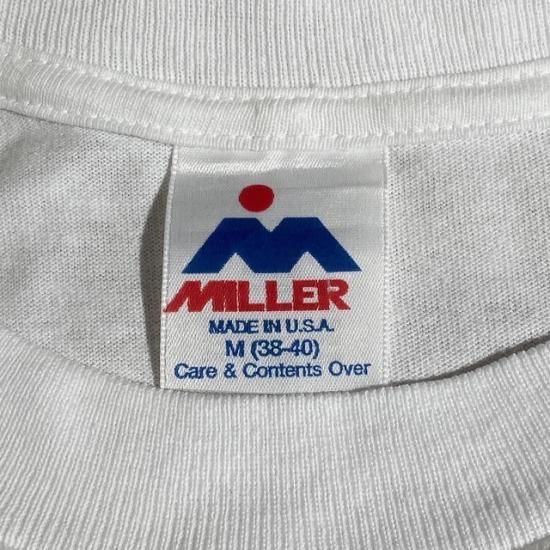 MILLER
MADE IN U.S.A.
M (38-40)
Care & Contents Over